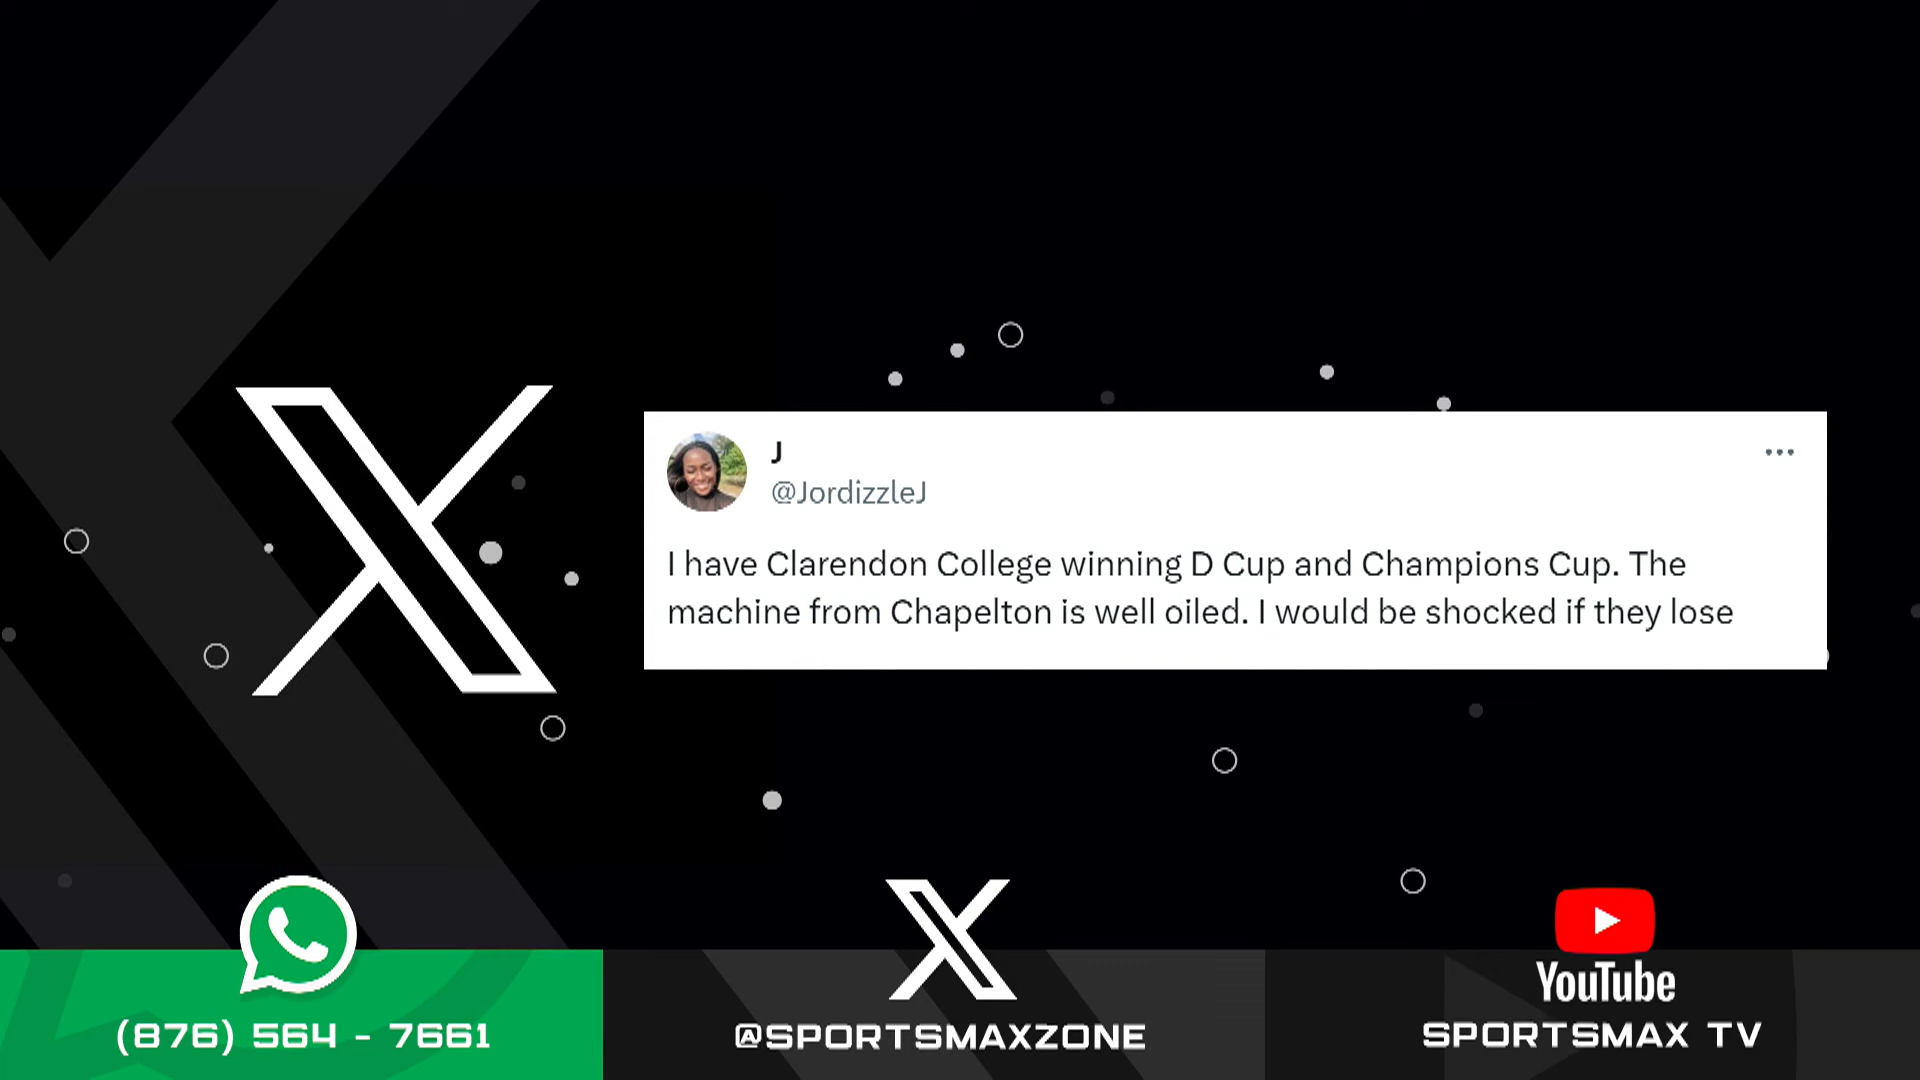 J
@JordizzleJ
I have Clarendon College winning D Cup and Champions Cup. The
machine from Chapelton is well oiled. I would be shocked if they lose
(876) 564 - 7661
@SPORTSMAXZONE
YouTube
SPORTSMAX TV